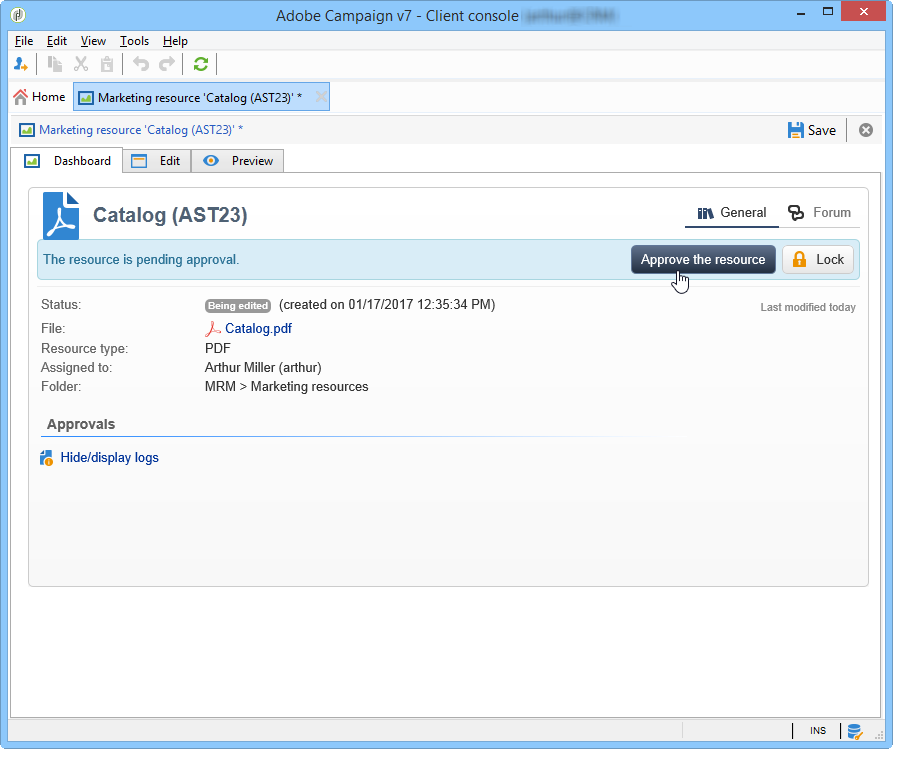 Adobe Campaign v7 - Client console
File Edit View Tools Help
Home Marketing resource 'Catalog (AST23)' *
Marketing resource 'Catalog (AST23)' * Save
Dashboard Edit Preview
Catalog (AST23) General Forum
The resource is pending approval. Approve the resource Lock
Status: Being edited (created on 01/17/2017 12:35:34 PM) Last modified today
File: Catalog.pdf
Resource type: PDF
Assigned to: Arthur Miller (arthur)
Folder: MRM > Marketing resources
Approvals
Hide/display logs
INS